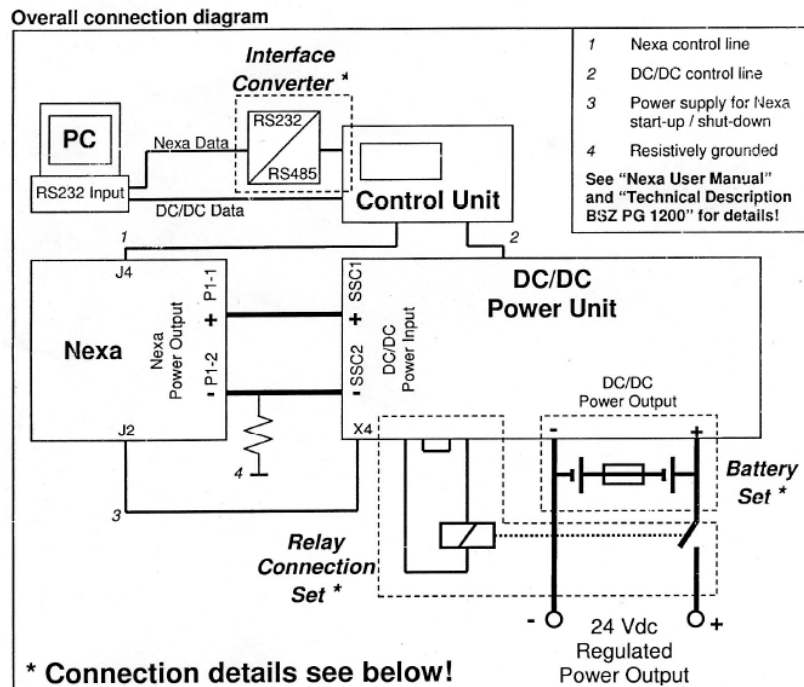 Overall connection diagram
Interface
Converter *
1 Nexa control line
2 DC/DC control line
3 Power supply for Nexa
start-up / shut-down
4 Resistively grounded
See "Nexa User Manual"
and "Technical Description
BSZ PG 1200" for details!
PC
RS232 Input
Nexa Data
DC/DC Data
RS232
RS485
Control Unit
1
2
J4
Nexa
J2
Nexa
Power Output
P1-1
+
P1-2
-
SSC1
+
SSC2
-
DC/DC
Power Input
X4
DC/DC
Power Unit
DC/DC
Power Output
-
+
Battery
Set *
4
3
Relay
Connection
Set *
-
+
24 Vdc
Regulated
Power Output
* Connection details see below!